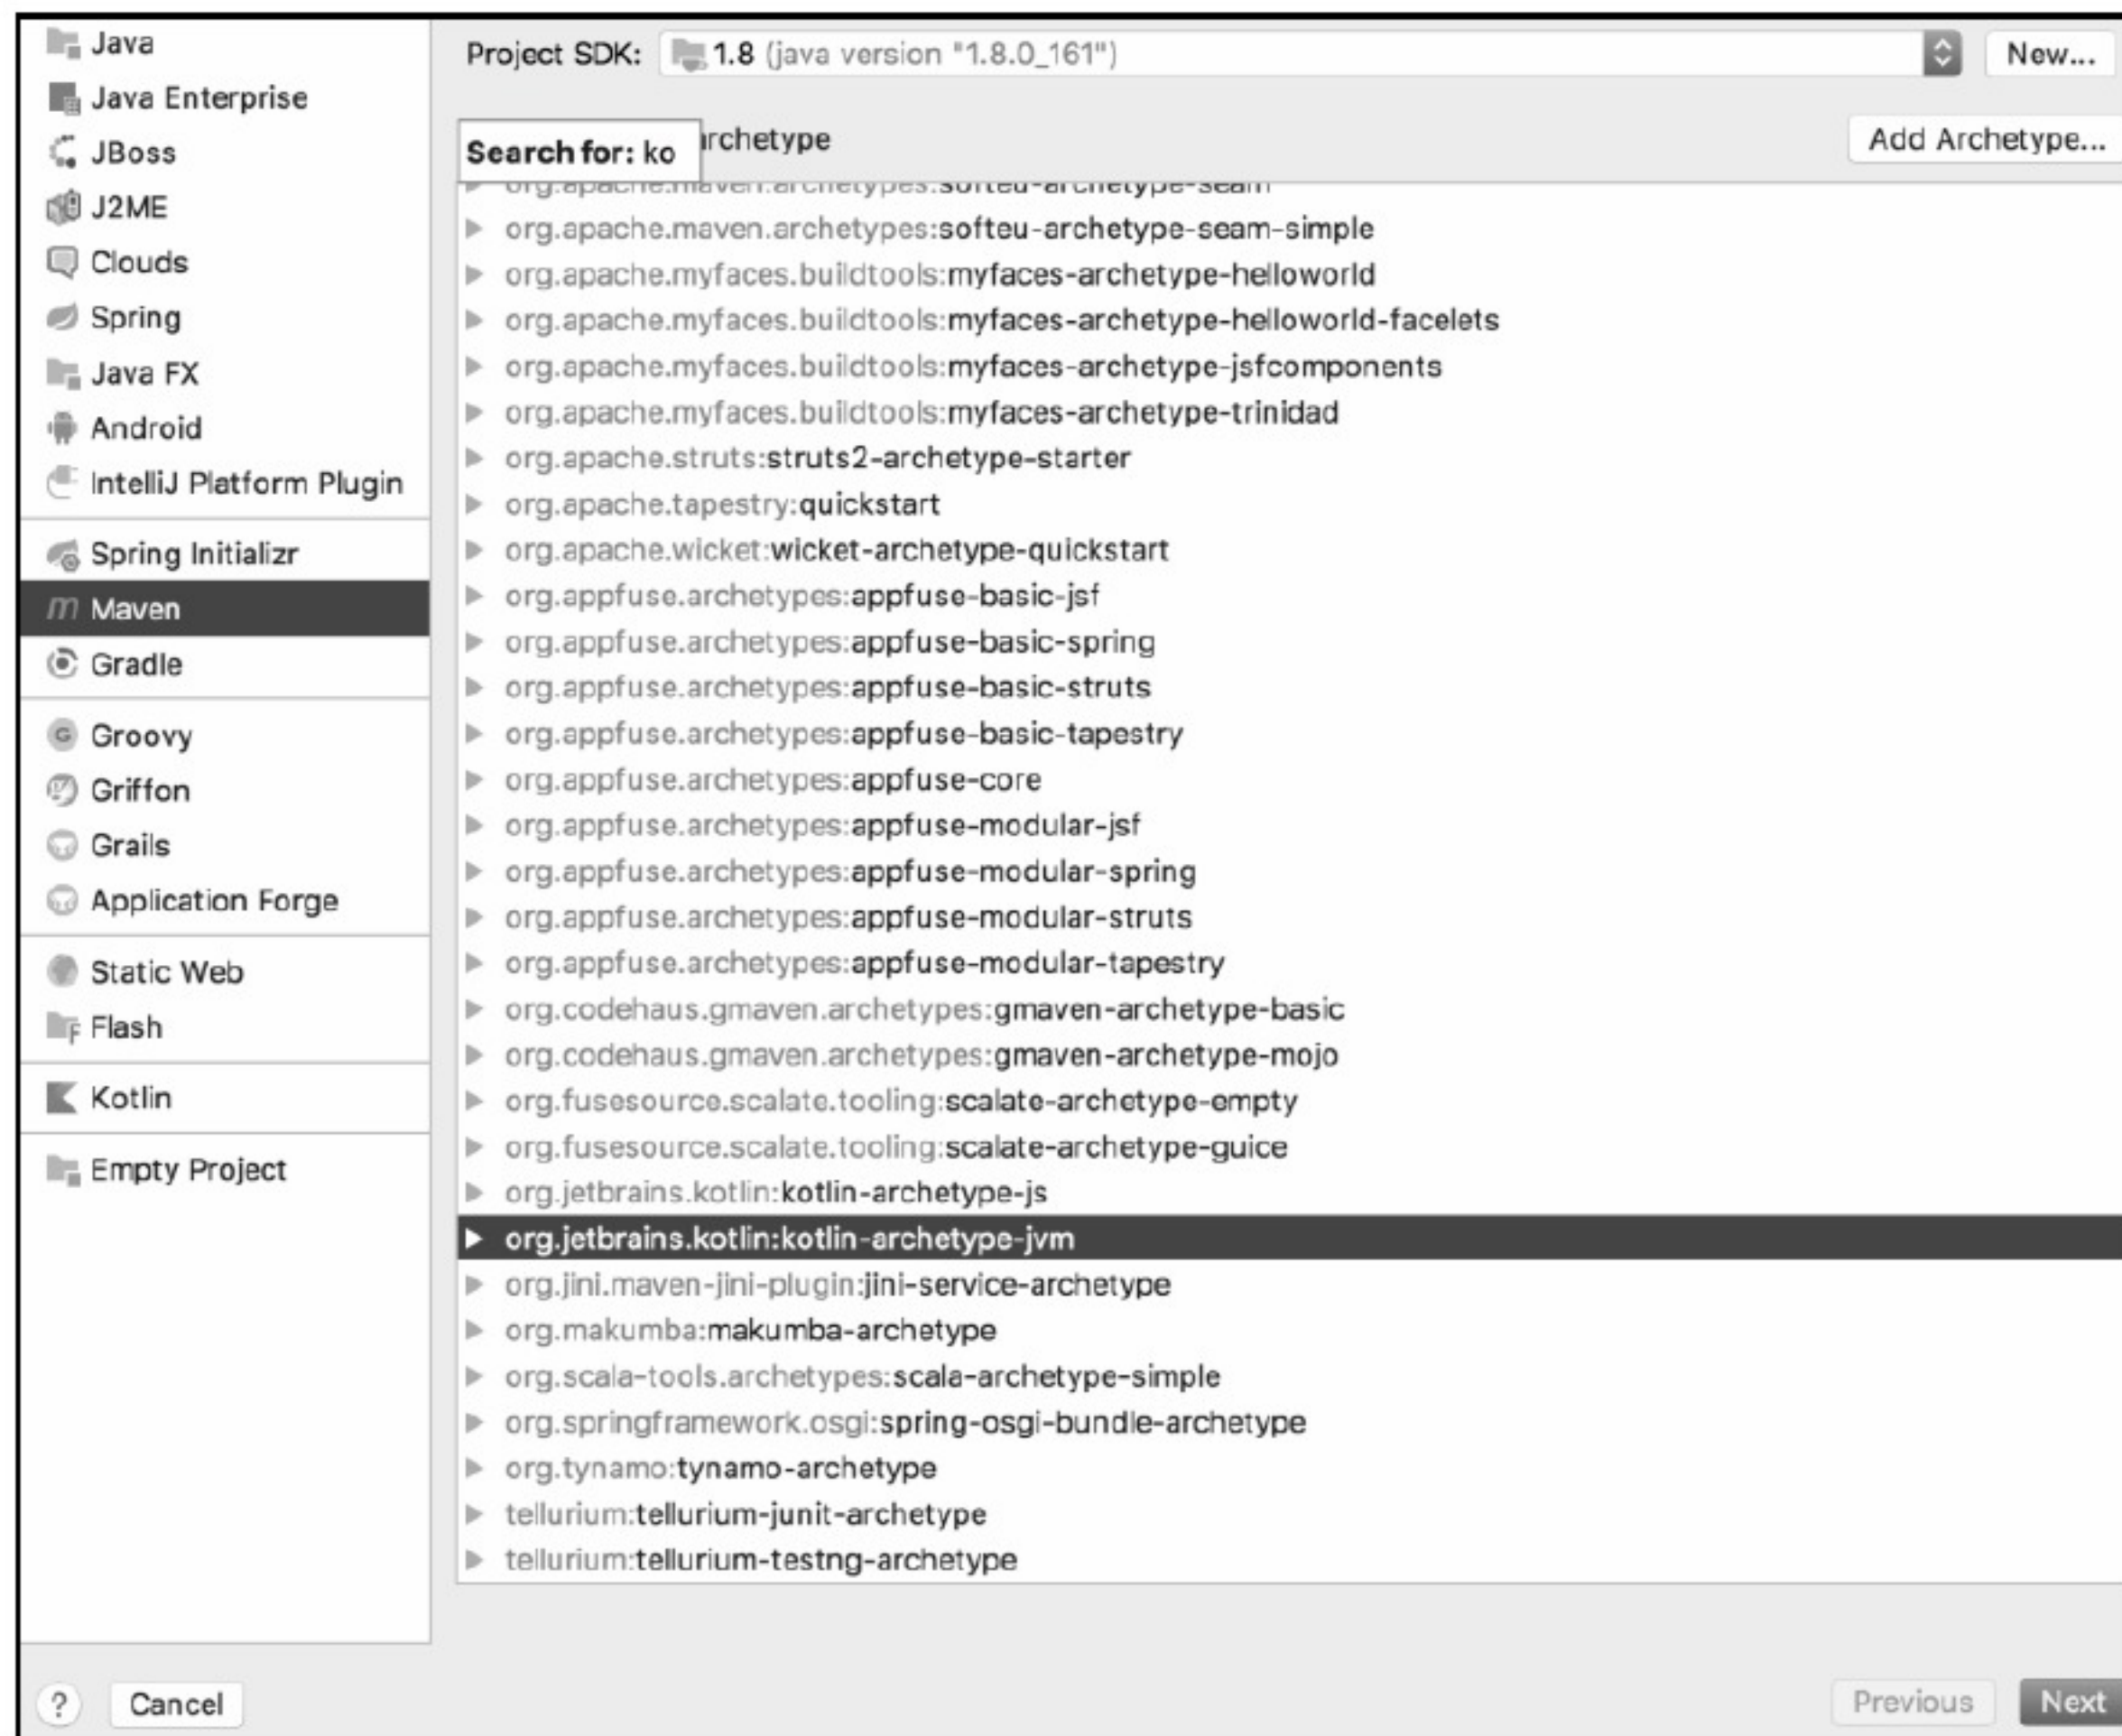 Java
Java Enterprise
JBoss
J2ME
Clouds
Spring
Java FX
Android
IntelliJ Platform Plugin
Spring Initializr
Maven
Gradle
Groovy
Griffon
Grails
Application Forge
Static Web
Flash
Kotlin
Empty Project
Project SDK: 1.8 (java version "1.8.0_161") New...
Search for: ko rchetype Add Archetype...
org.apache.maven.archetypes:softeu-archetype-seam
org.apache.maven.archetypes:softeu-archetype-seam-simple
org.apache.myfaces.buildtools:myfaces-archetype-helloworld
org.apache.myfaces.buildtools:myfaces-archetype-helloworld-facelets
org.apache.myfaces.buildtools:myfaces-archetype-jsfcomponents
org.apache.myfaces.buildtools:myfaces-archetype-trinidad
org.apache.struts:struts2-archetype-starter
org.apache.tapestry:quickstart
org.apache.wicket:wicket-archetype-quickstart
org.appfuse.archetypes:appfuse-basic-jsf
org.appfuse.archetypes:appfuse-basic-spring
org.appfuse.archetypes:appfuse-basic-struts
org.appfuse.archetypes:appfuse-basic-tapestry
org.appfuse.archetypes:appfuse-core
org.appfuse.archetypes:appfuse-modular-jsf
org.appfuse.archetypes:appfuse-modular-spring
org.appfuse.archetypes:appfuse-modular-struts
org.appfuse.archetypes:appfuse-modular-tapestry
org.codehaus.gmaven.archetypes:gmaven-archetype-basic
org.codehaus.gmaven.archetypes:gmaven-archetype-mojo
org.fusesource.scalate.tooling:scalate-archetype-empty
org.fusesource.scalate.tooling:scalate-archetype-guice
org.jetbrains.kotlin:kotlin-archetype-js
org.jetbrains.kotlin:kotlin-archetype-jvm
org.jini.maven-jini-plugin:jini-service-archetype
org.makumba:makumba-archetype
org.scala-tools.archetypes:scala-archetype-simple
org.springframework.osgi:spring-osgi-bundle-archetype
org.tynamo:tynamo-archetype
tellurium:tellurium-junit-archetype
tellurium:tellurium-testng-archetype
? Cancel Previous Next